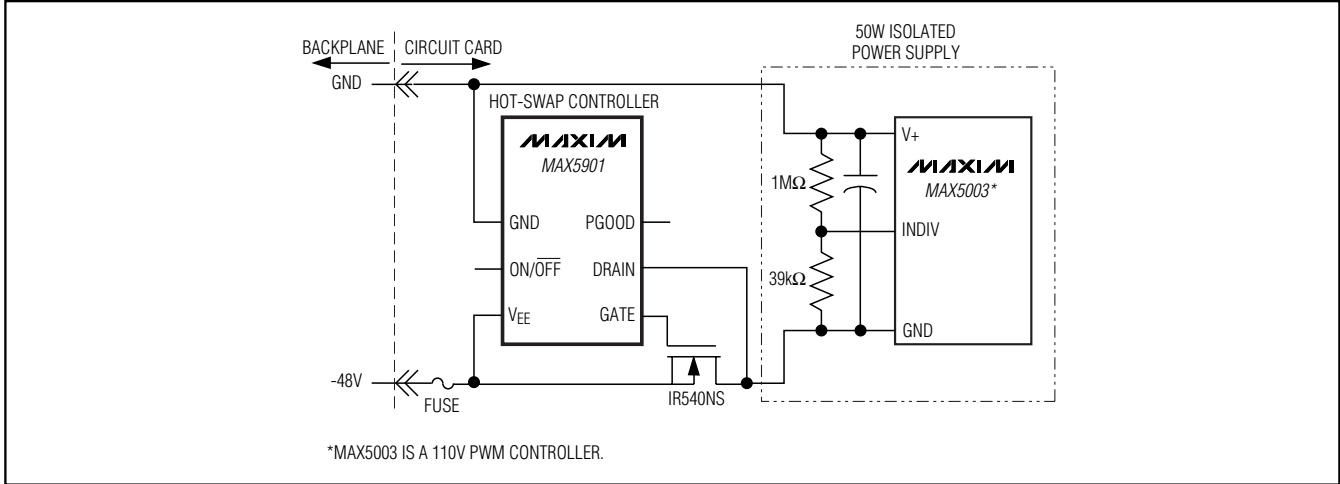 50W ISOLATED
POWER SUPPLY
BACKPLANE
CIRCUIT CARD
GND
HOT-SWAP CONTROLLER
MAXIM
MAX5901
GND
PGOOD
ON/OFF
DRAIN
VEE
GATE
-48V
FUSE
IR540NS
1MΩ
39kΩ
V+
MAXIM
MAX5003*
INDIV
GND
*MAX5003 IS A 110V PWM CONTROLLER.